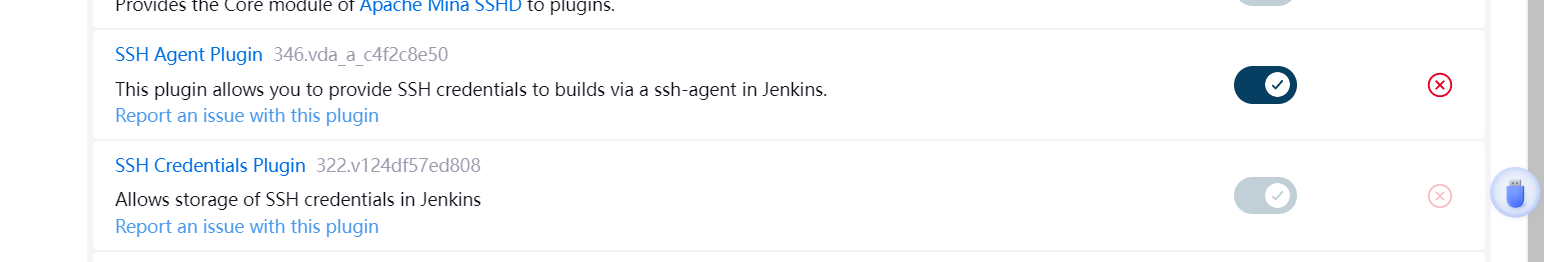 Provides the Core module of Apache Mina SSHD to plugins.
SSH Agent Plugin 346.vda_a_c4f2c8e50
This plugin allows you to provide SSH credentials to builds via a ssh-agent in Jenkins.
Report an issue with this plugin
SSH Credentials Plugin 322.v124df57ed808
Allows storage of SSH credentials in Jenkins
Report an issue with this plugin